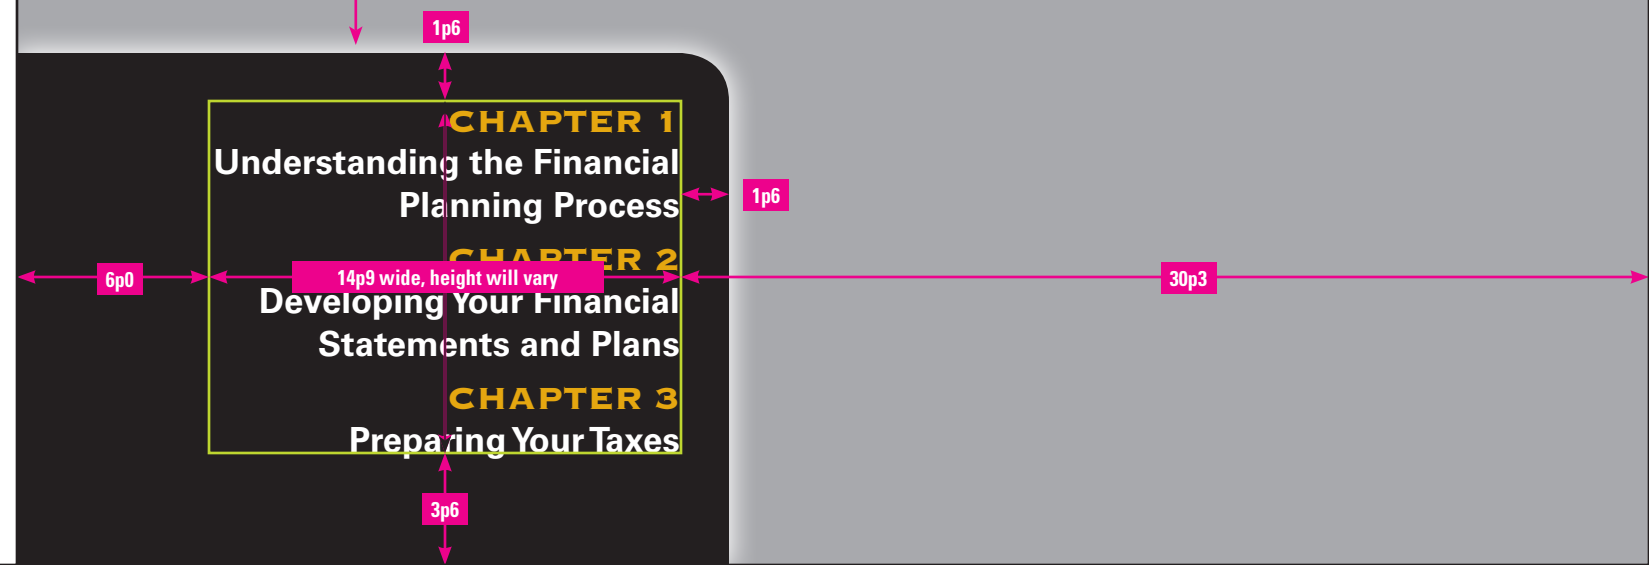 1p6
CHAPTER 1
Understanding the Financial
Planning Process
1p6
CHAPTER 2
6p0
14p9 wide, height will vary
30p3
Developing Your Financial
Statements and Plans
CHAPTER 3
Preparing Your Taxes
3p6